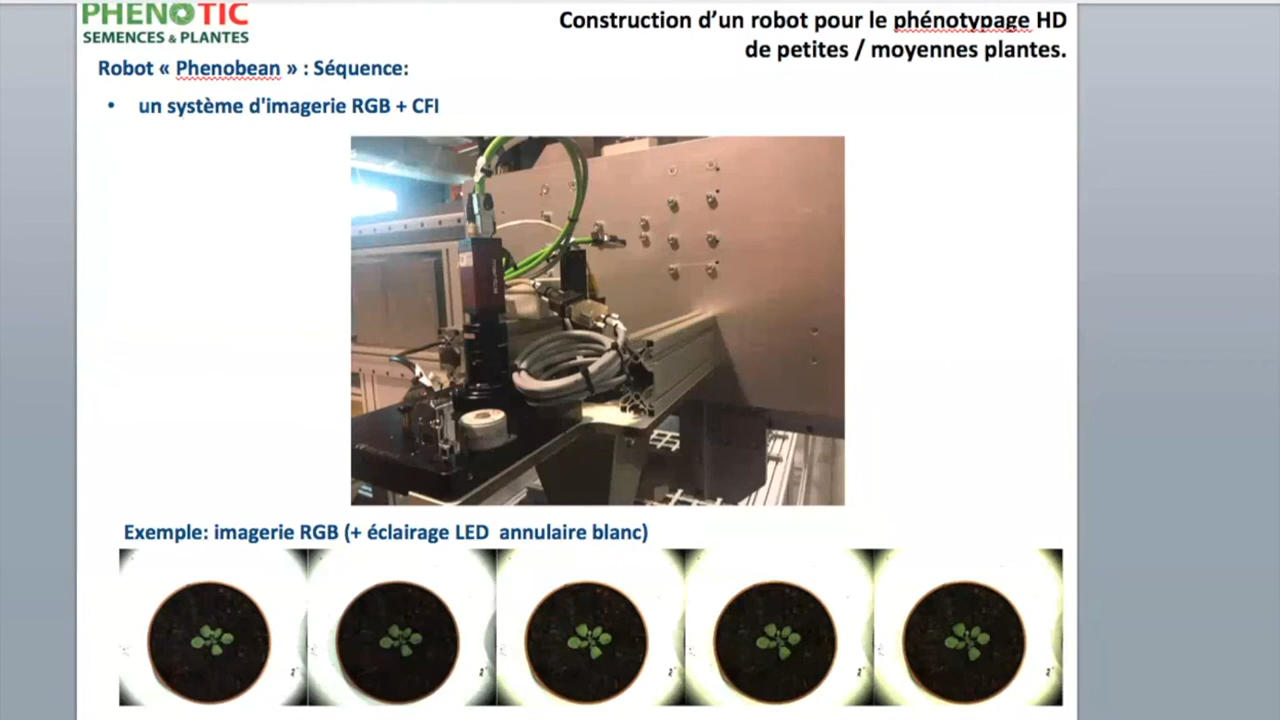 PHENOTIC
SEMENCES & PLANTES
Construction d'un robot pour le phénotypage HD
de petites / moyennes plantes.
Robot « Phenobean » : Séquence:
• un système d'imagerie RGB + CFI
Exemple: imagerie RGB (+ éclairage LED annulaire blanc)